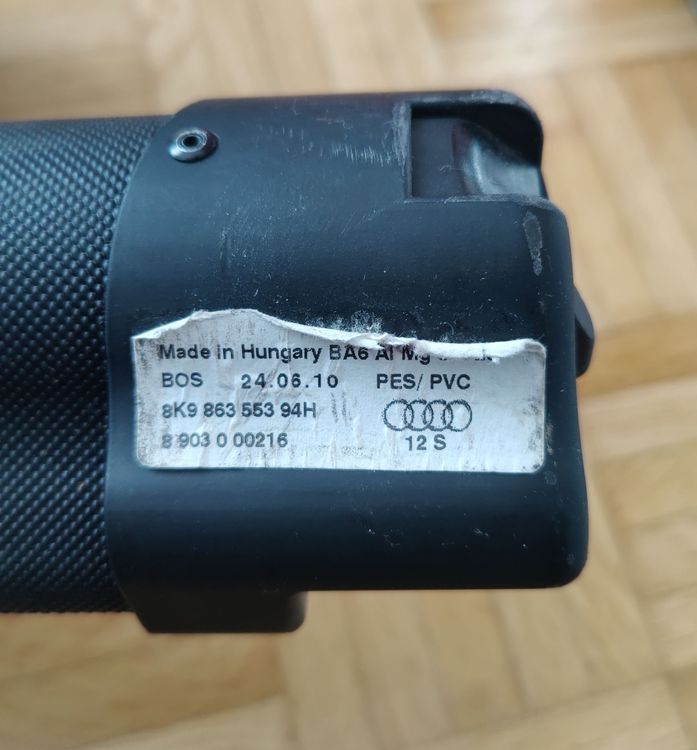 Made in Hungary BA6 Al Mg
BOS 24.06.10 PES/ PVC
8K9 863 553 94H
8 903 0 00216
12 S